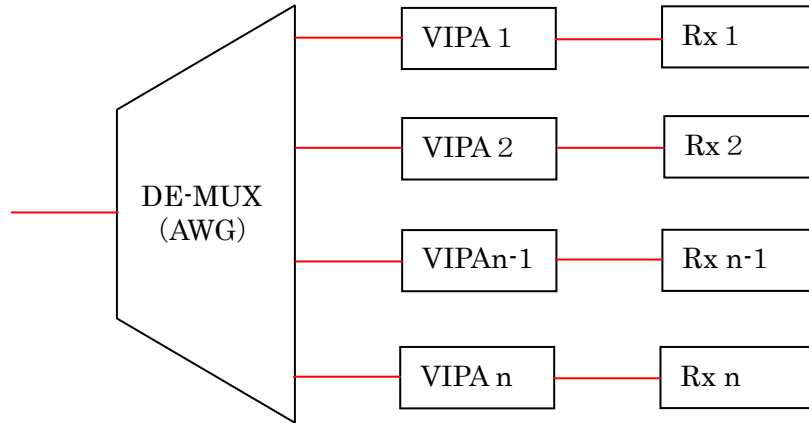 VIPA 1
Rx 1
VIPA 2
Rx 2
DE-MUX
(AWG)
VIPAn-1
Rx n-1
VIPA n
Rx n